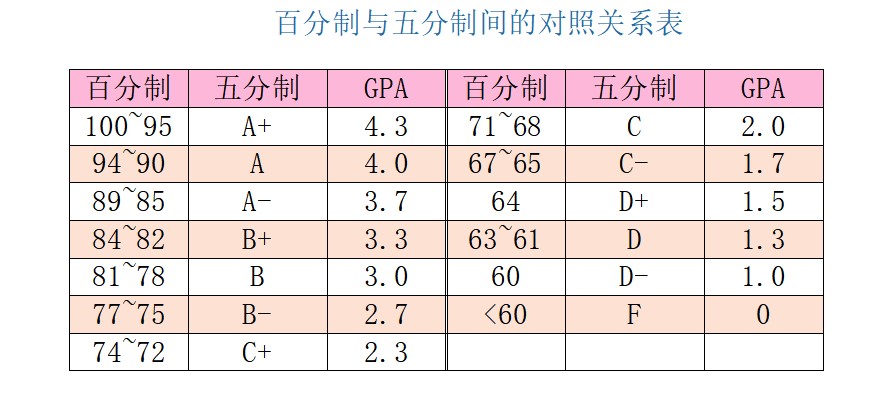 百分制与五分制间的对照关系表
百分制 五分制 GPA 百分制 五分制 GPA
100~95 A+ 4.3 71~68 C 2.0
94~90 A 4.0 67~65 C- 1.7
89~85 A- 3.7 64 D+ 1.5
84~82 B+ 3.3 63~61 D 1.3
81~78 B 3.0 60 D- 1.0
77~75 B- 2.7 <60 F 0
74~72 C+ 2.3